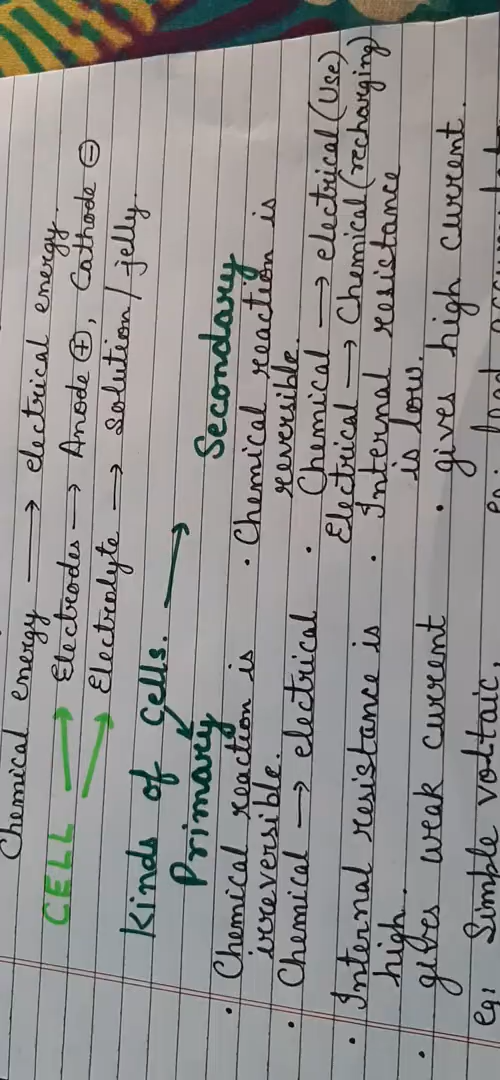 Chemical energy → electrical energy.
CELL → Electrodes → Anode ⊕, Cathode ⊖
→ Electrolyte → Solution / jelly.
Kinds of Cells.
Primary
• Chemical reaction is
irreversible.
• Chemical → electrical
• Internal resistance is
high.
• gives weak current
eg, Simple voltaic,
Secondary
• Chemical reaction is
reversible.
• Chemical → electrical (Use)
Electrical → Chemical (recharging)
• Internal resistance
is low.
• gives high current.